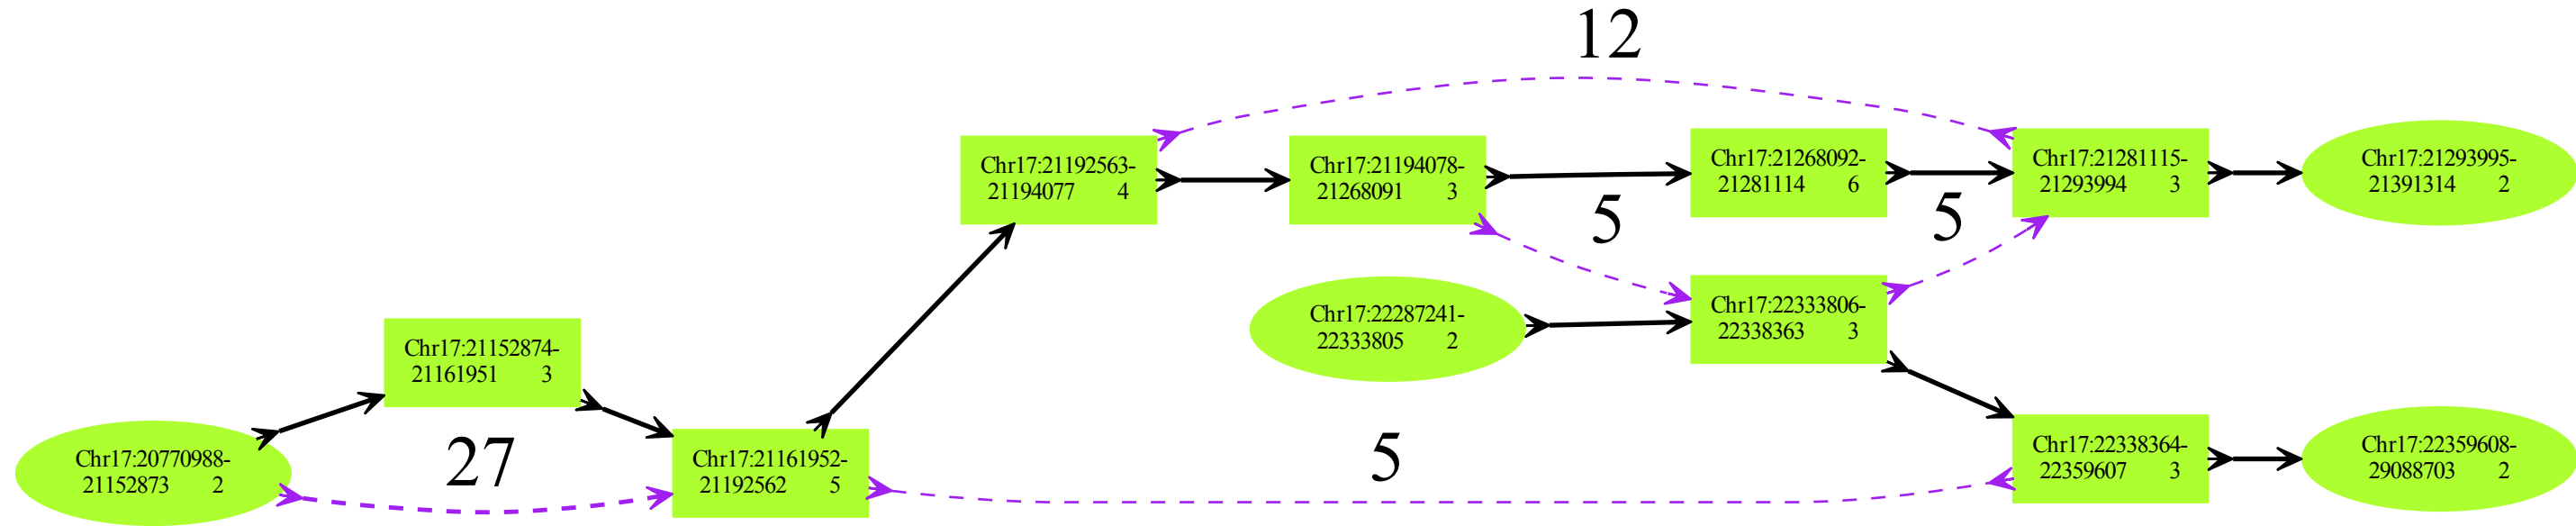 12
Chr17:21192563-
21194077 4
Chr17:21194078-
21268091 3
Chr17:21268092-
21281114 6
Chr17:21281115-
21293994 3
Chr17:21293995-
21391314 2
5
5
Chr17:22287241-
22333805 2
Chr17:22333806-
22338363 3
Chr17:21152874-
21161951 3
27
5
Chr17:20770988-
21152873 2
Chr17:21161952-
21192562 5
Chr17:22338364-
22359607 3
Chr17:22359608-
29088703 2